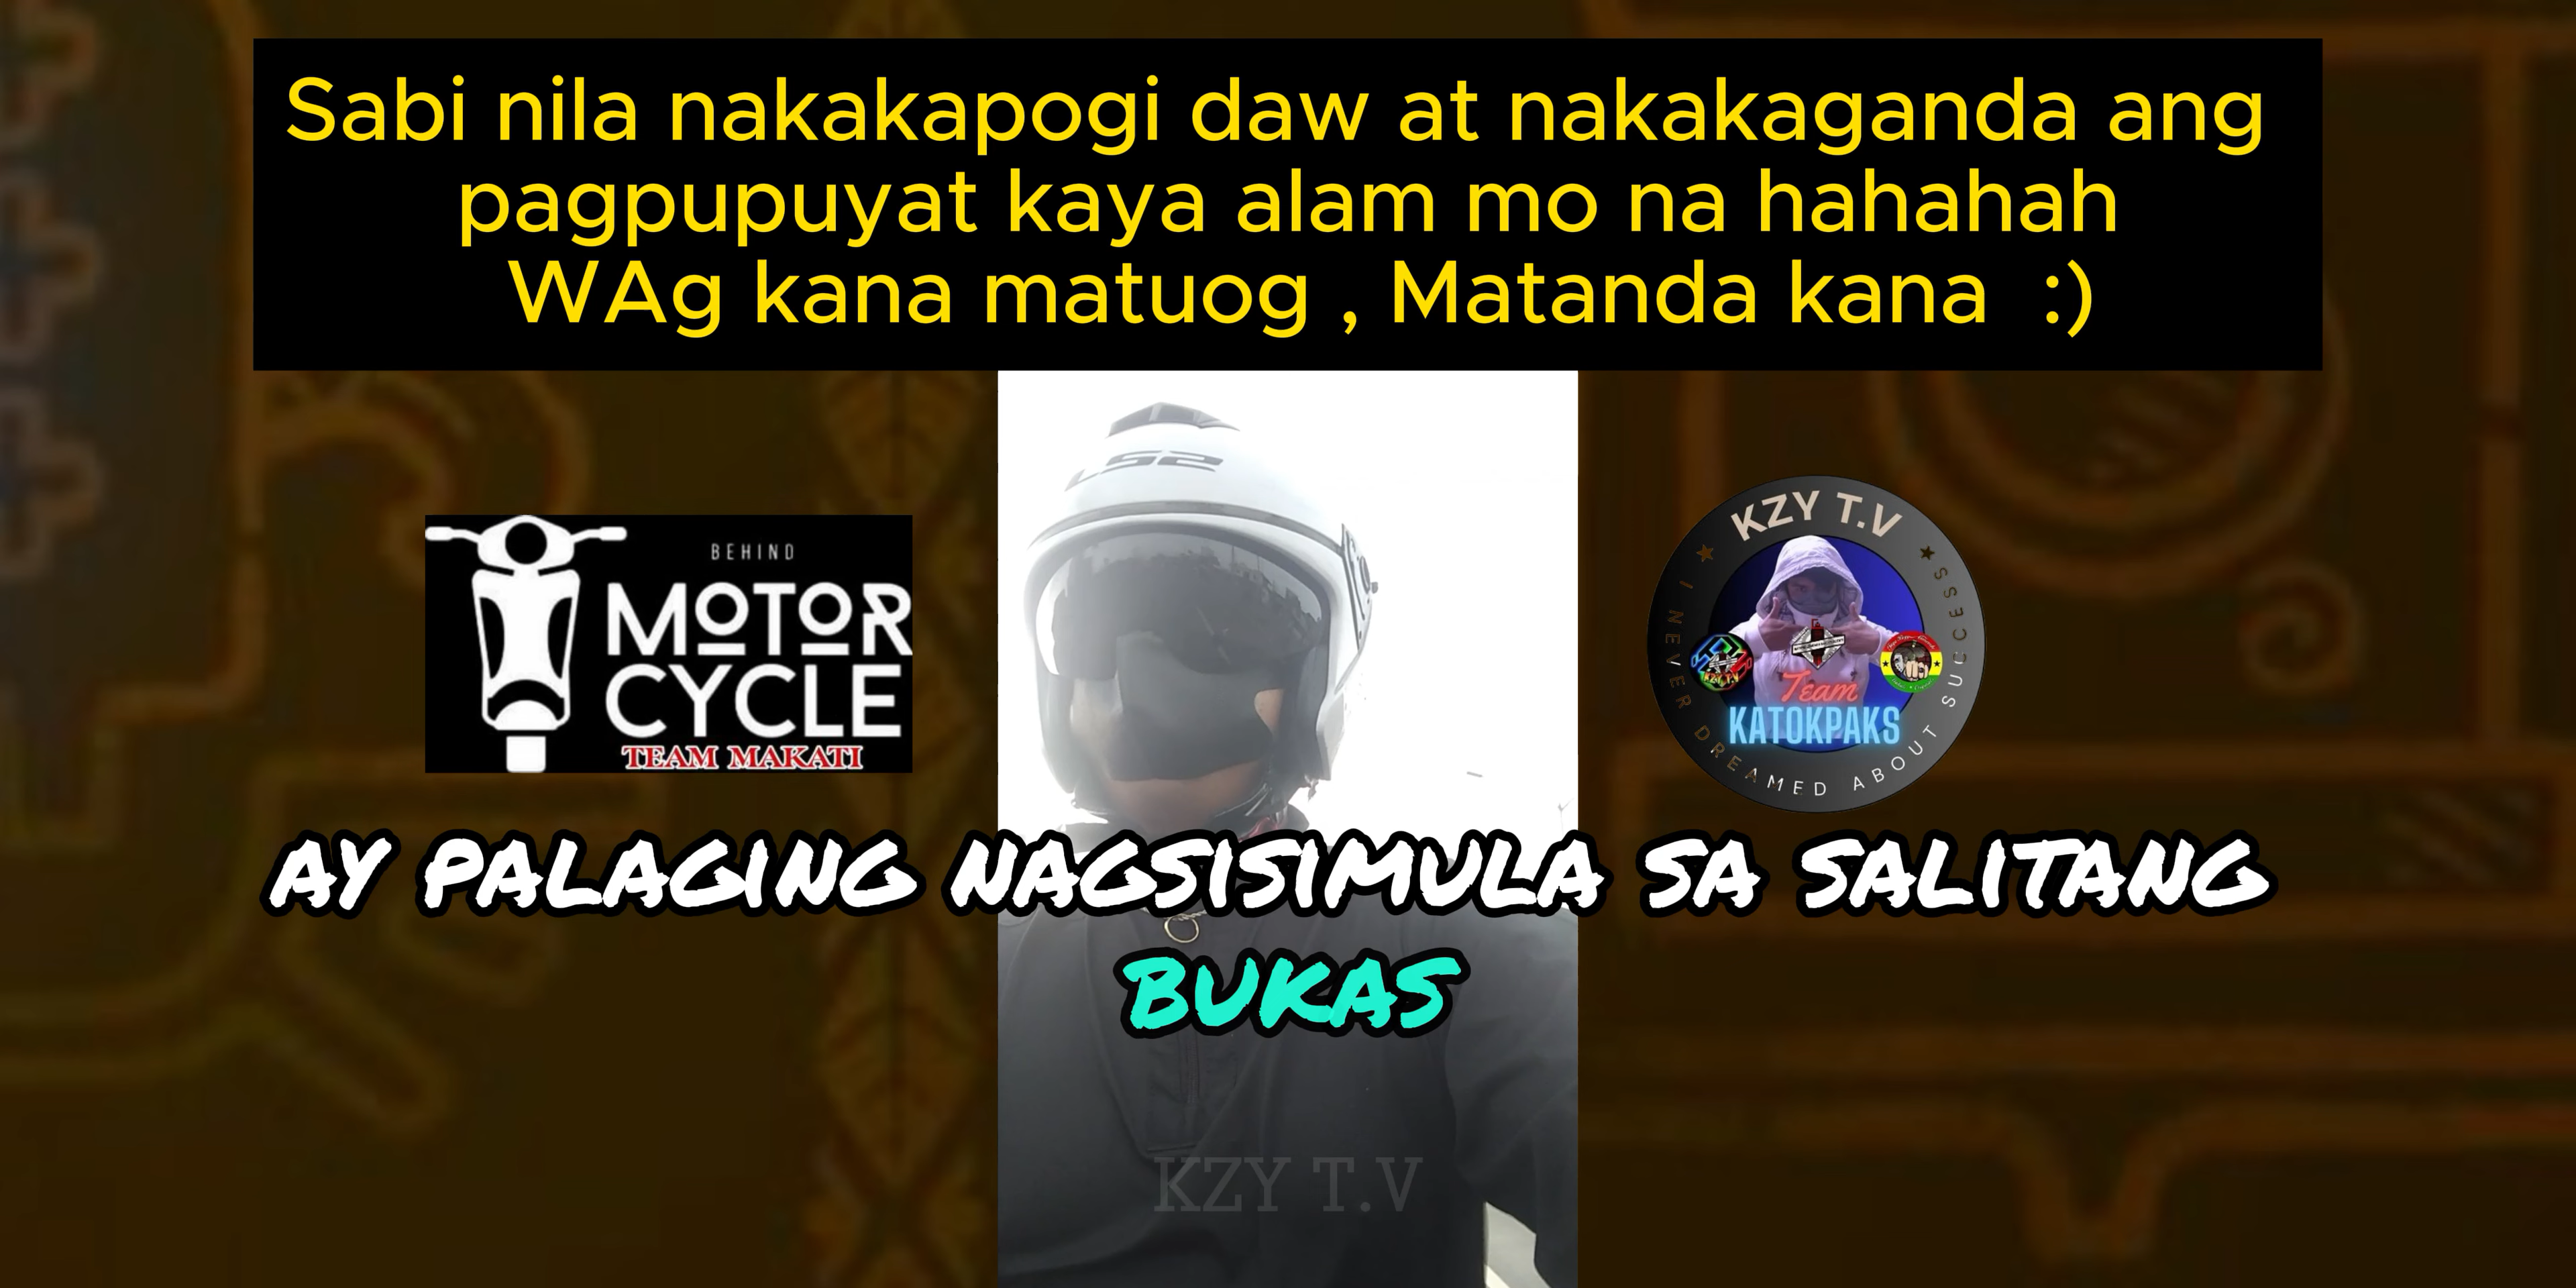 Sabi nila nakakapogi daw at nakakaganda ang
pagpupuyat kaya alam mo na hahahah
WAg kana matuog , Matanda kana :)
LS2
BEHIND
MOTOR
CYCLE
TEAM MAKATI
KZY T.V
I NEVER DREAMED ABOUT SUCCESS
Team
KATOKPAKS
AY PALAGING NAGSISIMULA SA SALITANG
BUKAS
KZY T.V